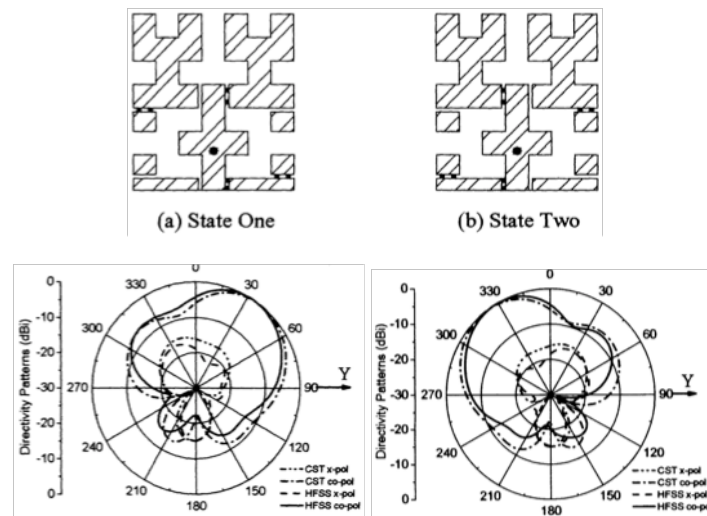 (a) State One
(b) State Two
0
330
30
300
60
270
90
Y
240
120
210
150
180
0
-10
-20
-30
-20
-10
0
Directivity Patterns (dBi)
CST x-pol
CST co-pol
HFSS x-pol
HFSS co-pol
0
330
30
300
60
270
90
Y
240
120
210
150
180
0
-10
-20
-30
-20
-10
0
Directivity Patterns (dBi)
CST x-pol
CST co-pol
HFSS x-pol
HFSS co-pol